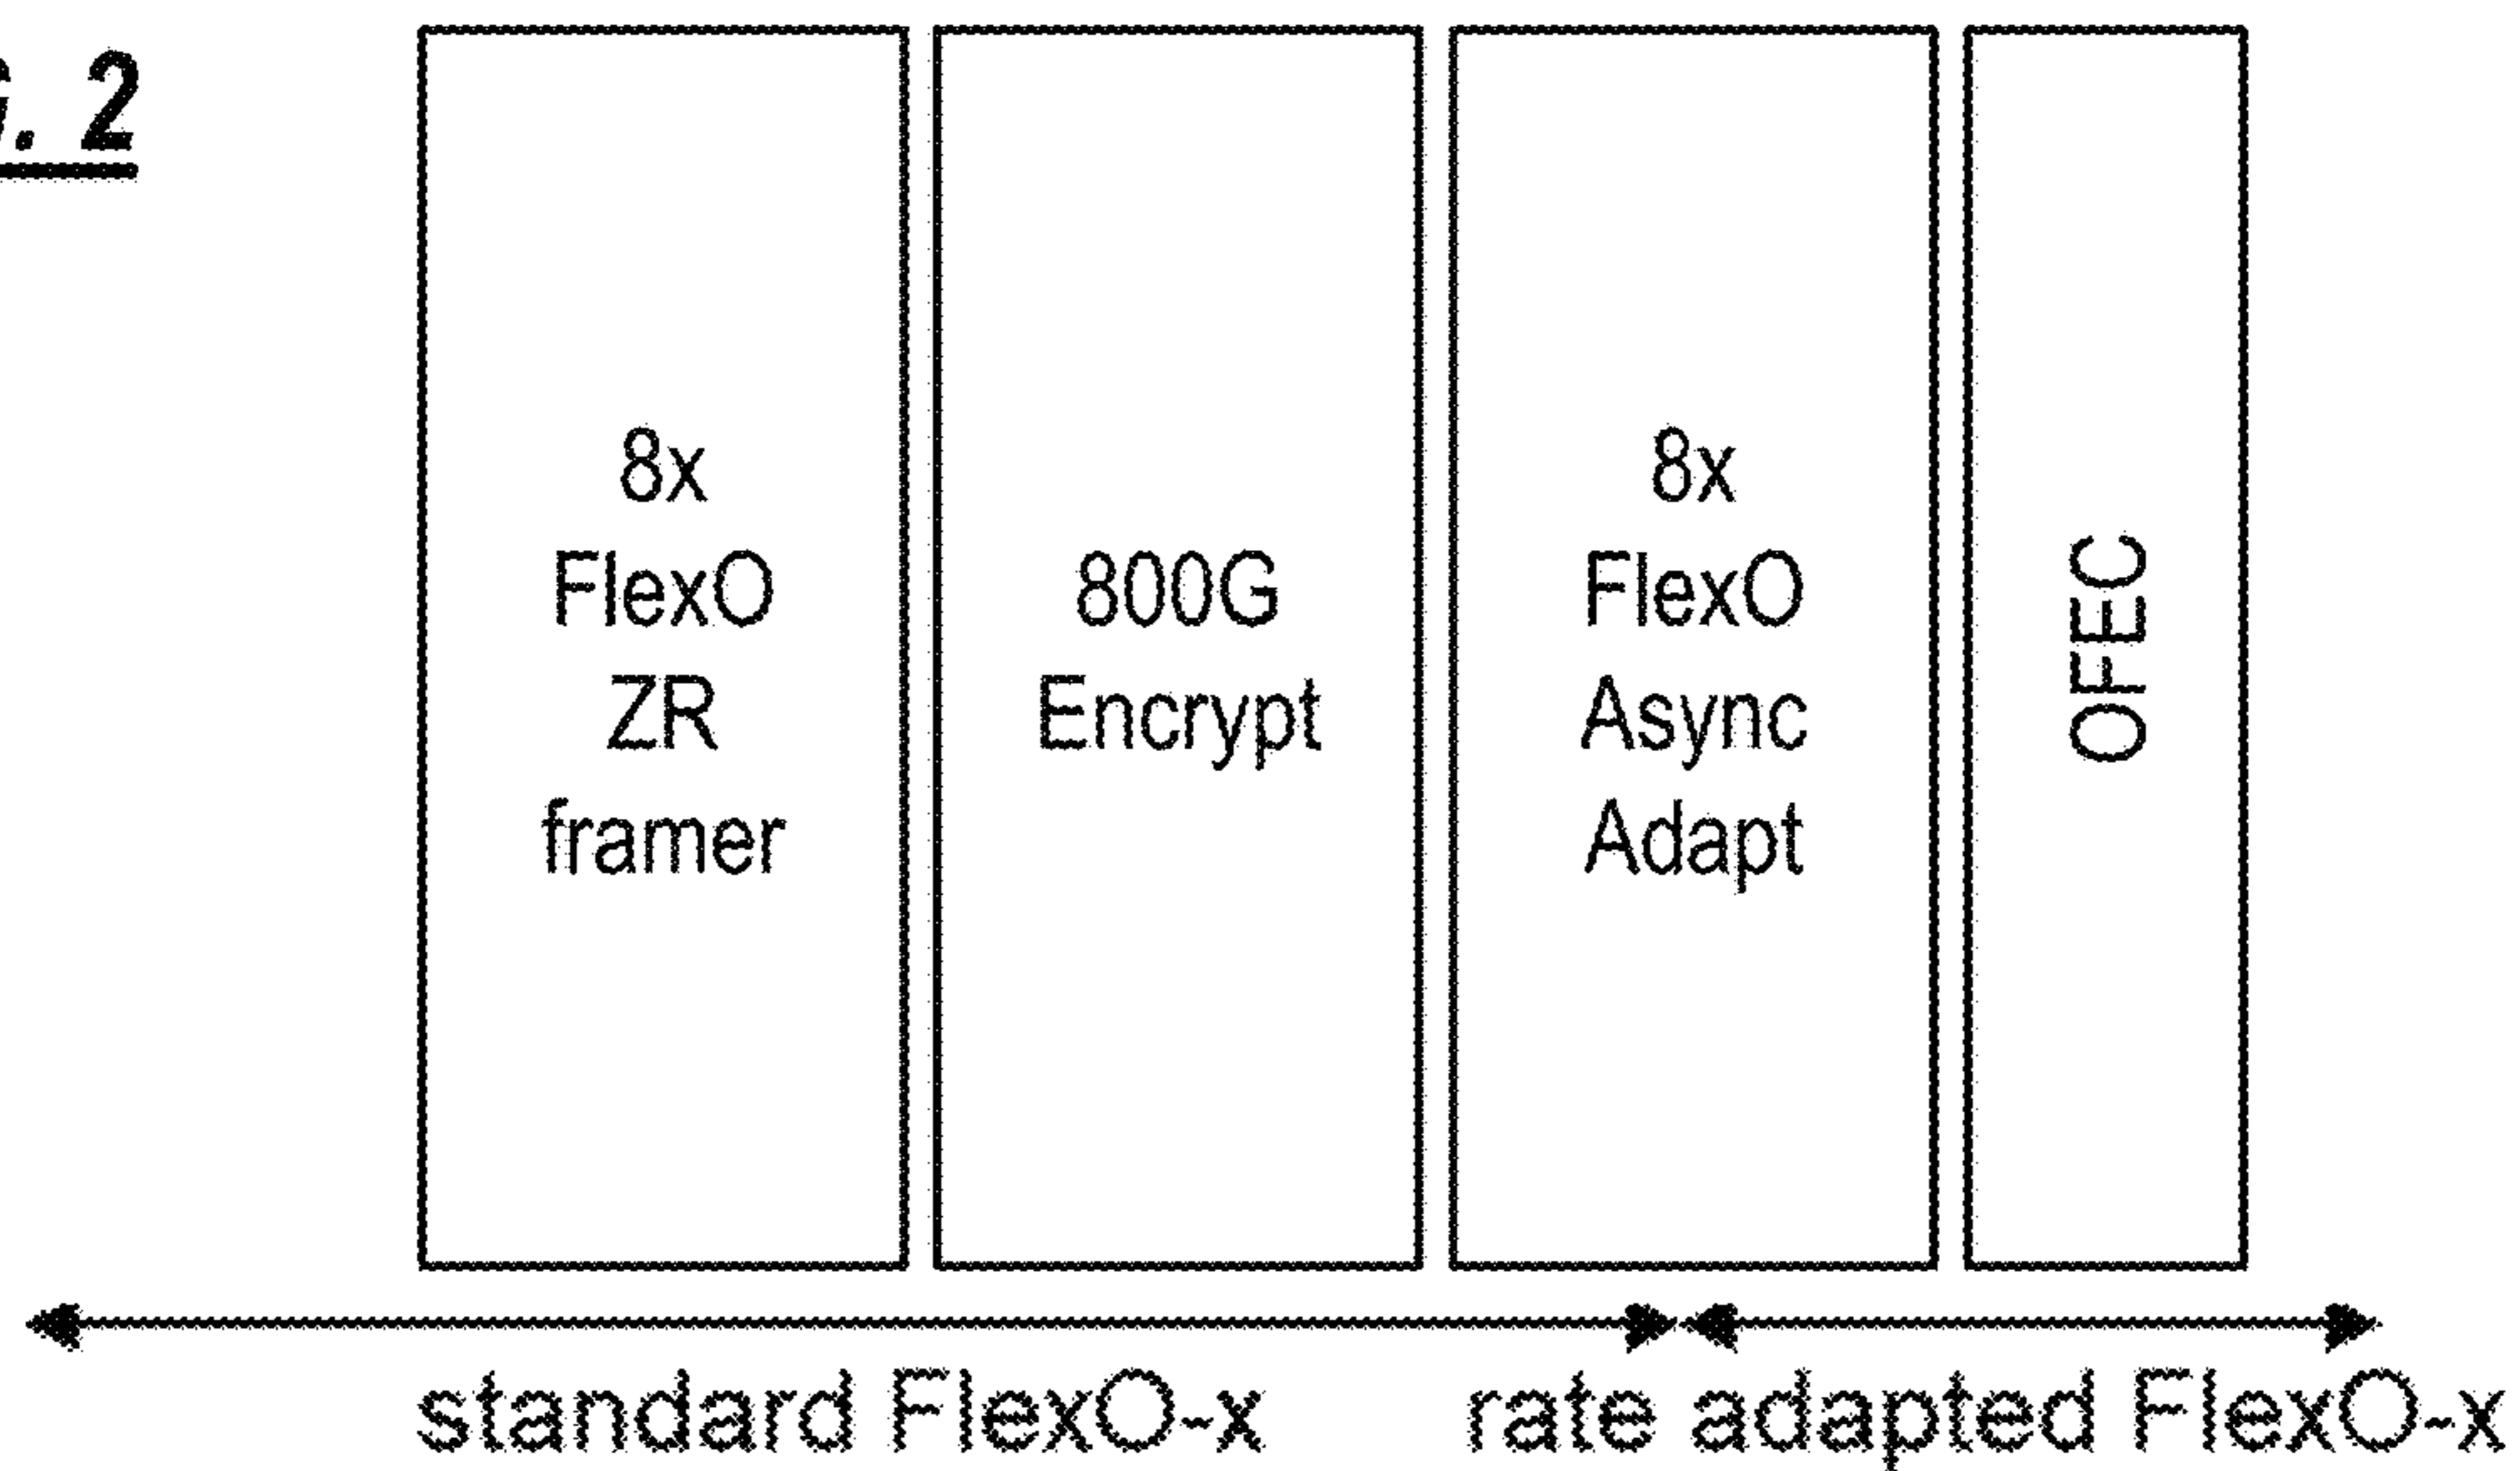 G. 2
8x
FlexO
ZR
framer
800G
Encrypt
8x
FlexO
Async
Adapt
OFEC
standard FlexO-x
rate adapted FlexO-x